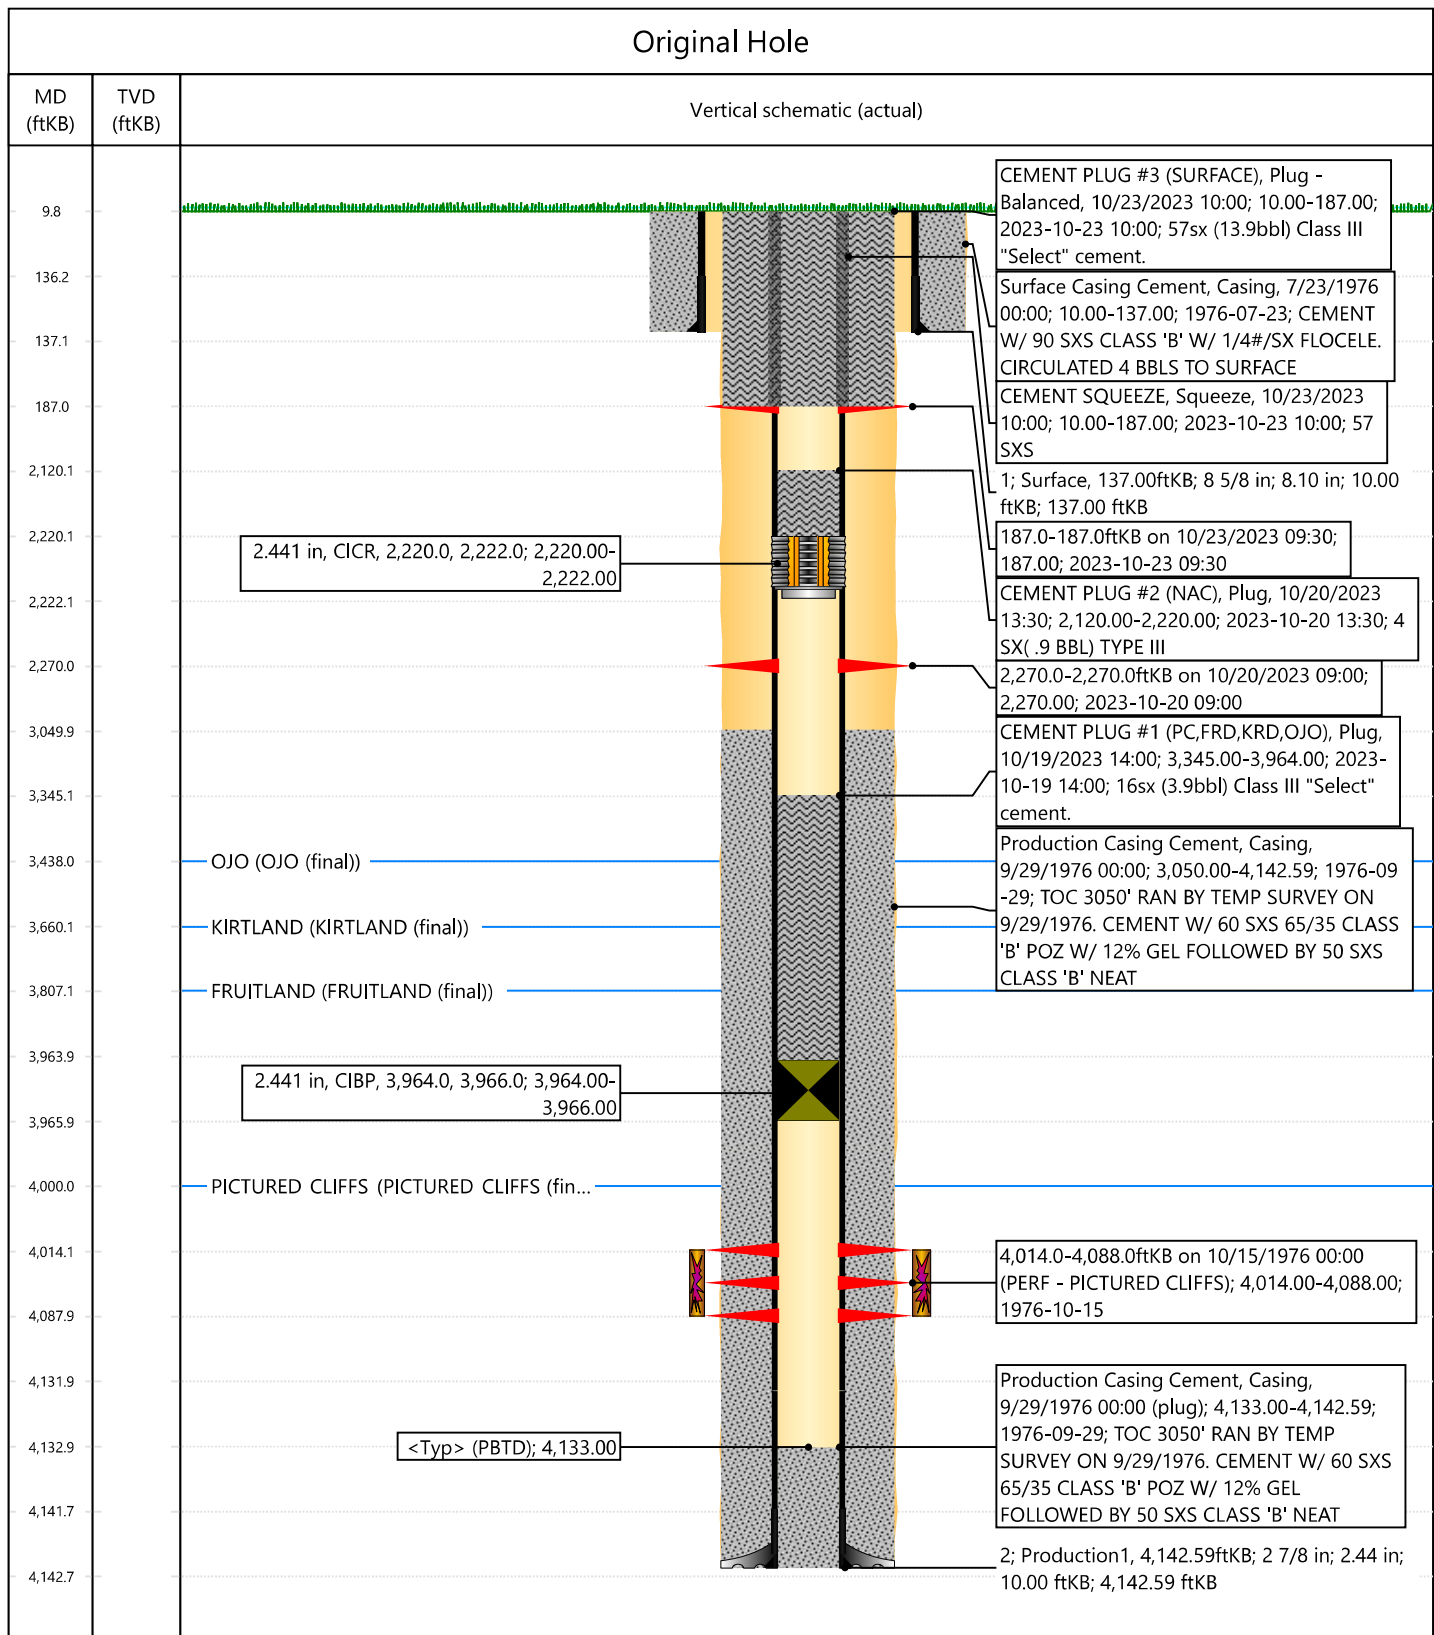 Original Hole
MD
(ftKB)
TVD
(ftKB)
Vertical schematic (actual)
9.8
136.2
137.1
187.0
2,120.1
2,220.1
2,222.1
2,270.0
3,049.9
3,345.1
3,438.0
3,660.1
3,807.1
3,963.9
3,965.9
4,000.0
4,014.1
4,087.9
4,131.9
4,132.9
4,141.7
4,142.7
2.441 in, CICR, 2,220.0, 2,222.0; 2,220.00-
2,222.00
OJO (OJO (final))
KIRTLAND (KIRTLAND (final))
FRUITLAND (FRUITLAND (final))
2.441 in, CIBP, 3,964.0, 3,966.0; 3,964.00-
3,966.00
PICTURED CLIFFS (PICTURED CLIFFS (fin...
<Typ> (PBTD); 4,133.00
CEMENT PLUG #3 (SURFACE), Plug -
Balanced, 10/23/2023 10:00; 10.00-187.00;
2023-10-23 10:00; 57sx (13.9bbl) Class III
"Select" cement.
Surface Casing Cement, Casing, 7/23/1976
00:00; 10.00-137.00; 1976-07-23; CEMENT
W/ 90 SXS CLASS 'B' W/ 1/4#/SX FLOCELE.
CIRCULATED 4 BBLS TO SURFACE
CEMENT SQUEEZE, Squeeze, 10/23/2023
10:00; 10.00-187.00; 2023-10-23 10:00; 57
SXS
1; Surface, 137.00ftKB; 8 5/8 in; 8.10 in; 10.00
ftKB; 137.00 ftKB
187.0-187.0ftKB on 10/23/2023 09:30;
187.00; 2023-10-23 09:30
CEMENT PLUG #2 (NAC), Plug, 10/20/2023
13:30; 2,120.00-2,220.00; 2023-10-20 13:30; 4
SX( .9 BBL) TYPE III
2,270.0-2,270.0ftKB on 10/20/2023 09:00;
2,270.00; 2023-10-20 09:00
CEMENT PLUG #1 (PC,FRD,KRD,OJO), Plug,
10/19/2023 14:00; 3,345.00-3,964.00; 2023-
10-19 14:00; 16sx (3.9bbl) Class III "Select"
cement.
Production Casing Cement, Casing,
9/29/1976 00:00; 3,050.00-4,142.59; 1976-09
-29; TOC 3050' RAN BY TEMP SURVEY ON
9/29/1976. CEMENT W/ 60 SXS 65/35 CLASS
'B' POZ W/ 12% GEL FOLLOWED BY 50 SXS
CLASS 'B' NEAT
4,014.0-4,088.0ftKB on 10/15/1976 00:00
(PERF - PICTURED CLIFFS); 4,014.00-4,088.00;
1976-10-15
Production Casing Cement, Casing,
9/29/1976 00:00 (plug); 4,133.00-4,142.59;
1976-09-29; TOC 3050' RAN BY TEMP
SURVEY ON 9/29/1976. CEMENT W/ 60 SXS
65/35 CLASS 'B' POZ W/ 12% GEL
FOLLOWED BY 50 SXS CLASS 'B' NEAT
2; Production1, 4,142.59ftKB; 2 7/8 in; 2.44 in;
10.00 ftKB; 4,142.59 ftKB